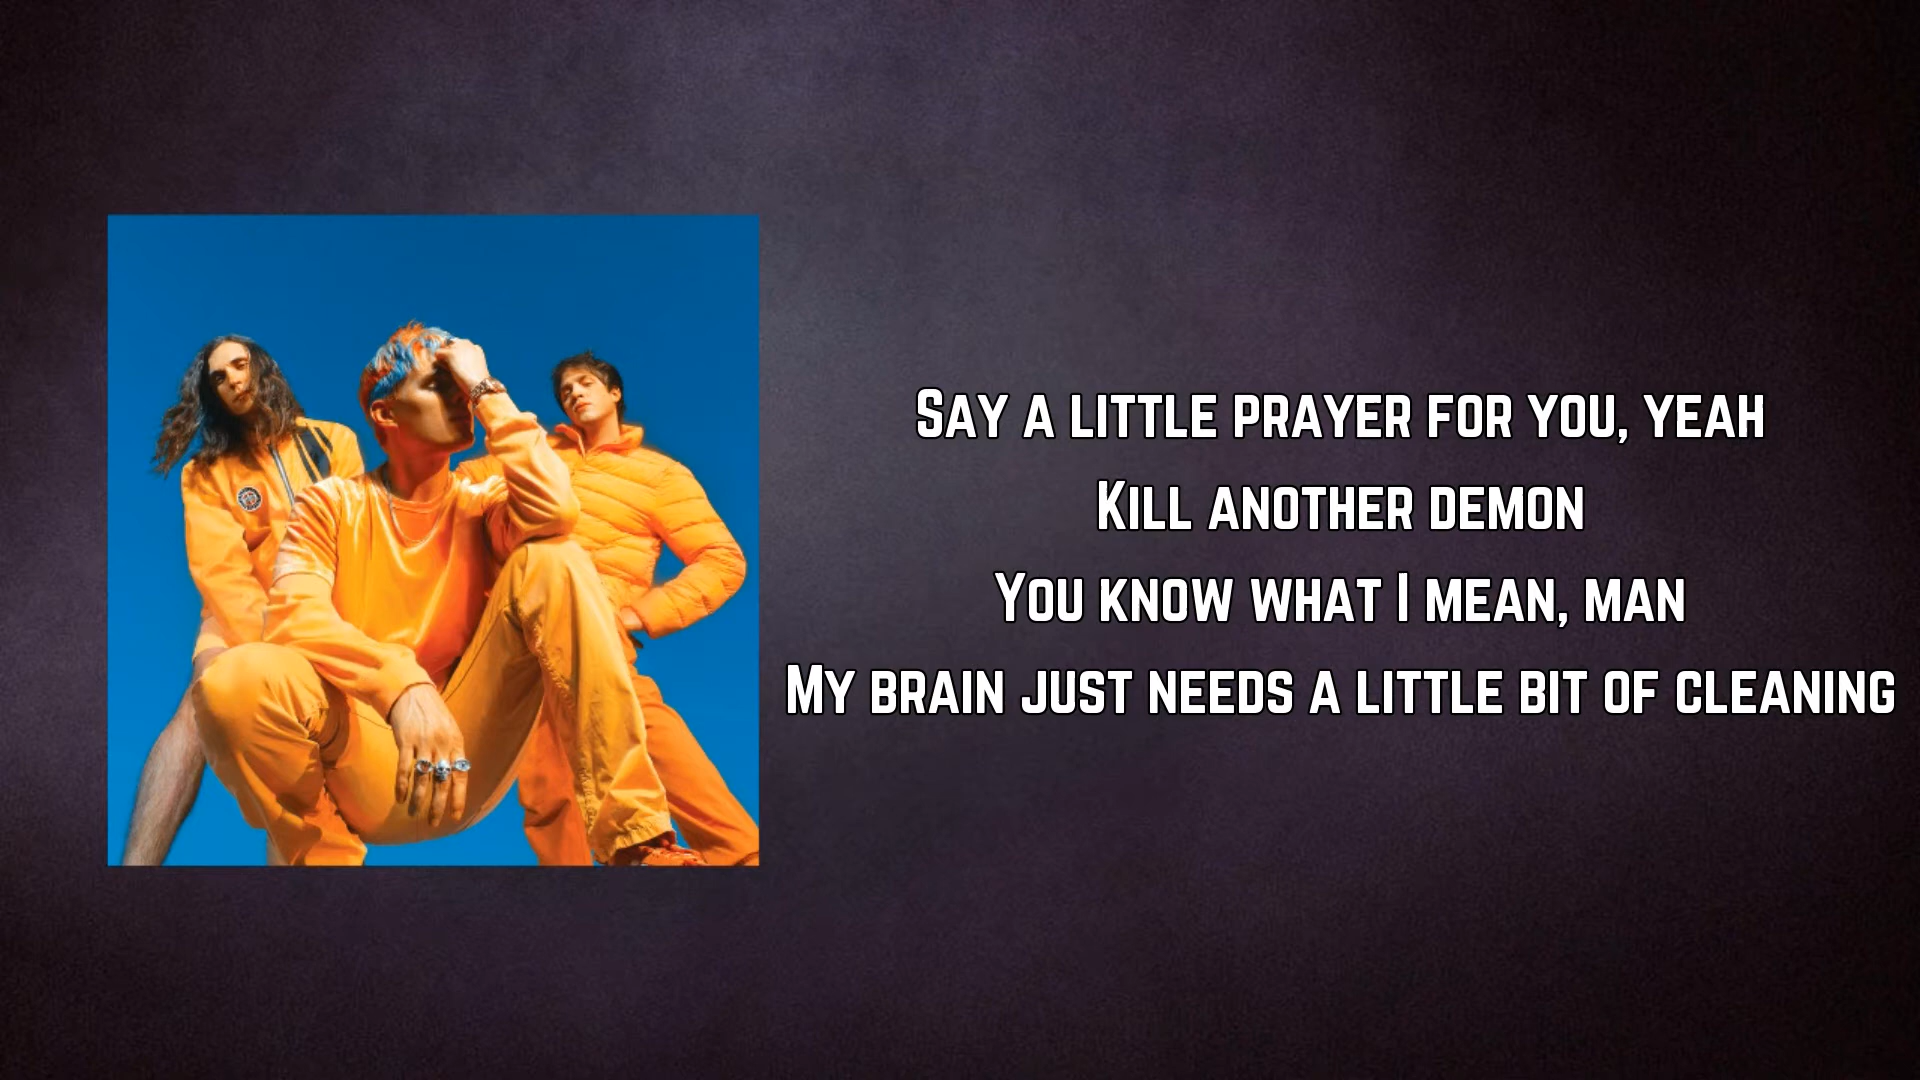 Say a little prayer for you, yeah
Kill another demon
You know what I mean, man
My brain just needs a little bit of cleaning